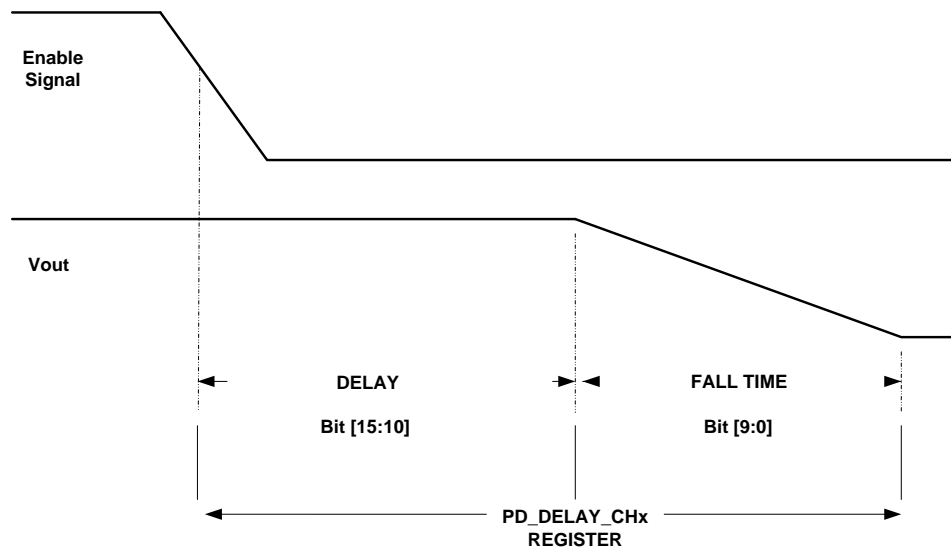 Enable
Signal
Vout
DELAY
FALL TIME
Bit [15:10]
Bit [9:0]
PD_DELAY_CHx
REGISTER